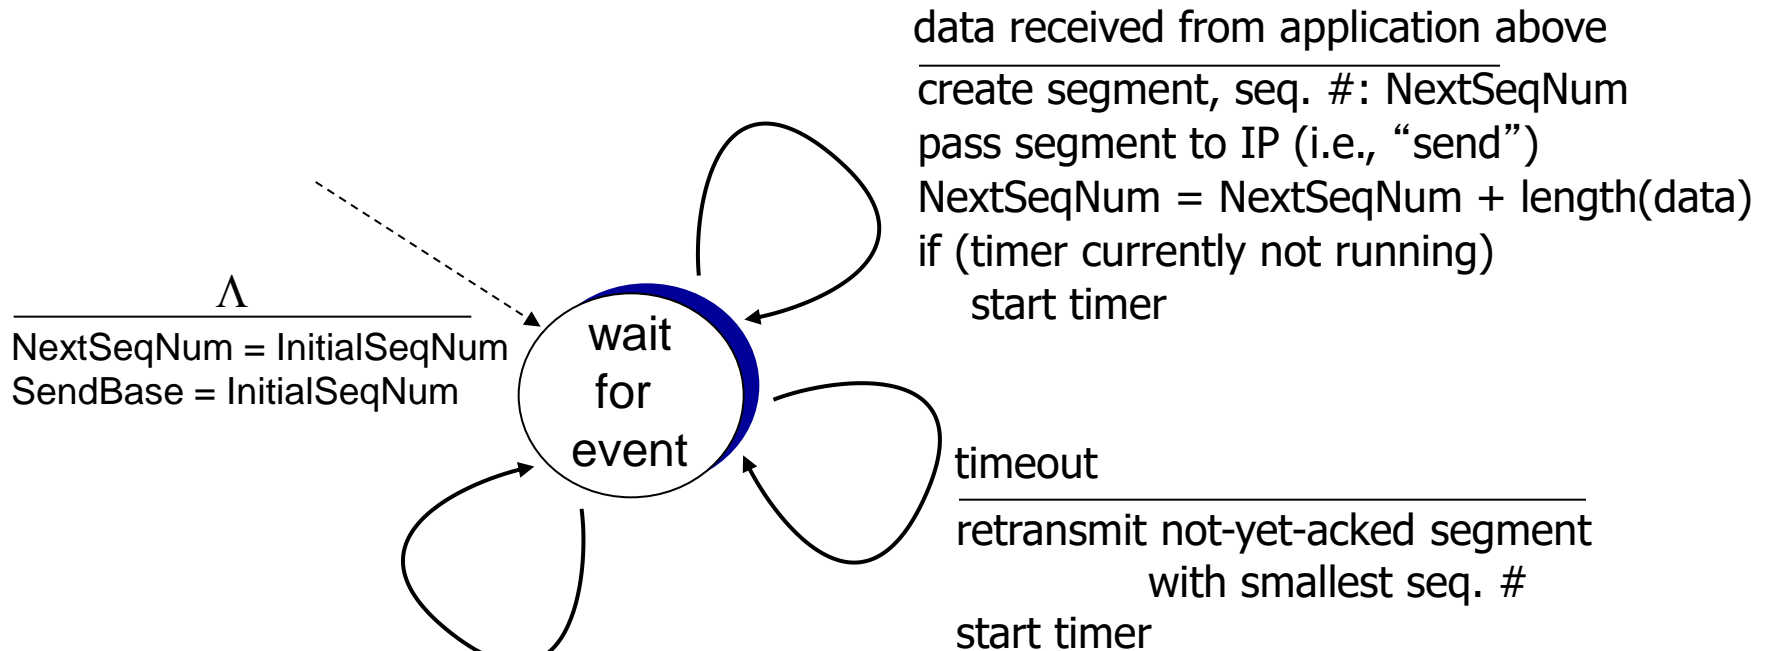 data received from application above
create segment, seq. #: NextSeqNum
pass segment to IP (i.e., “send”)
NextSeqNum = NextSeqNum + length(data)
if (timer currently not running)
start timer
Λ
NextSeqNum = InitialSeqNum
SendBase = InitialSeqNum
wait
for
event
timeout
retransmit not-yet-acked segment
with smallest seq. #
start timer